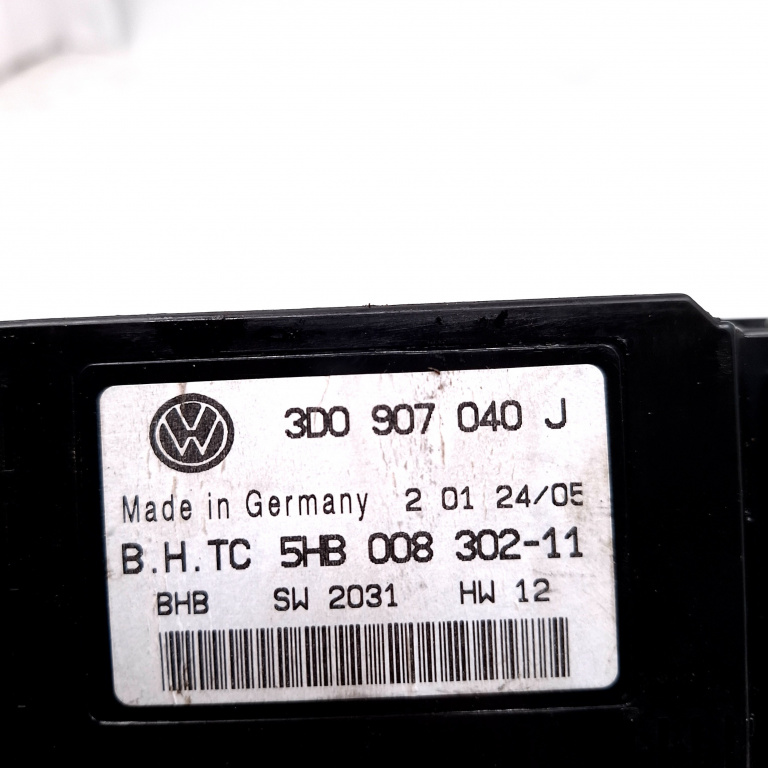 VW
3D0 907 040 J
Made in Germany 2 01 24/05
B.H.TC 5HB 008 302-11
BHB SW 2031 HW 12